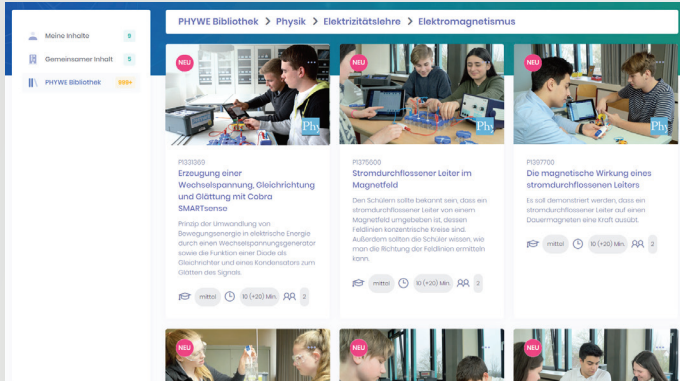 PHYWE Bibliothek > Physik > Elektrizitätslehre > Elektromagnetismus
Meine Inhalte 9
Gemeinsamer Inhalt 5
PHYWE Bibliothek 999+
NEU
Phy
P1331369
Erzeugung einer
Wechselspannung, Gleichrichtung
und Glättung mit Cobra
SMARTsense
Prinzip der Umwandlung von
Bewegungsenergie in elektrische Energie
durch einen Wechselspannungsgenerator
sowie die Funktion einer Diode als
Gleichrichter und eines Kondensators zum
Glätten des Signals.
mittel 10 (+20) Min. 2
NEU
Phy
P1375600
Stromdurchflossener Leiter im
Magnetfeld
Den Schülern sollte bekannt sein, dass ein
stromdurchflossener Leiter von einem
Magnetfeld umgeben ist, dessen
Feldlinien konzentrische Kreise sind.
Außerdem sollten die Schüler wissen, wie
man die Richtung der Feldlinien ermitteln
kann.
mittel 10 (+20) Min. 2
NEU
Phy
P1397700
Die magnetische Wirkung eines
stromdurchflossenen Leiters
Es soll demonstriert werden, dass ein
stromdurchflossener Leiter auf einen
Dauermagneten eine Kraft ausübt.
mittel 10 (+20) Min. 2
NEU
NEU
NEU